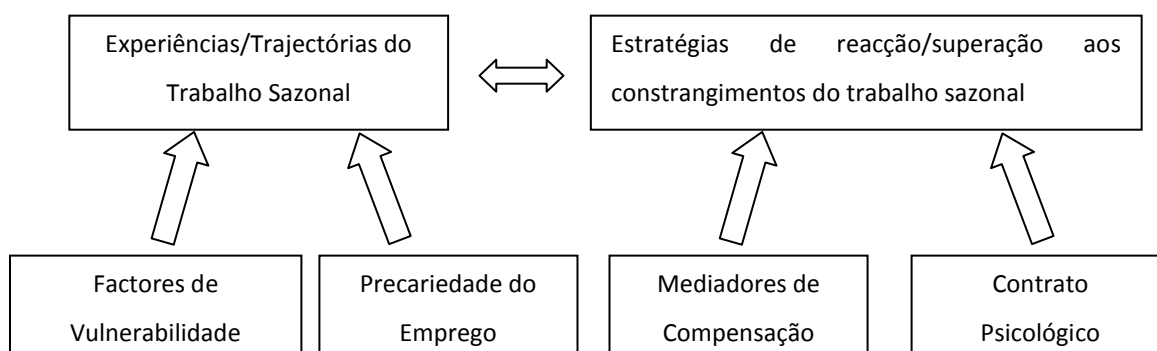 Experiências/Trajectórias do
Trabalho Sazonal
Estratégias de reacção/superação aos
constrangimentos do trabalho sazonal
Factores de
Vulnerabilidade
Precariedade do
Emprego
Mediadores de
Compensação
Contrato
Psicológico